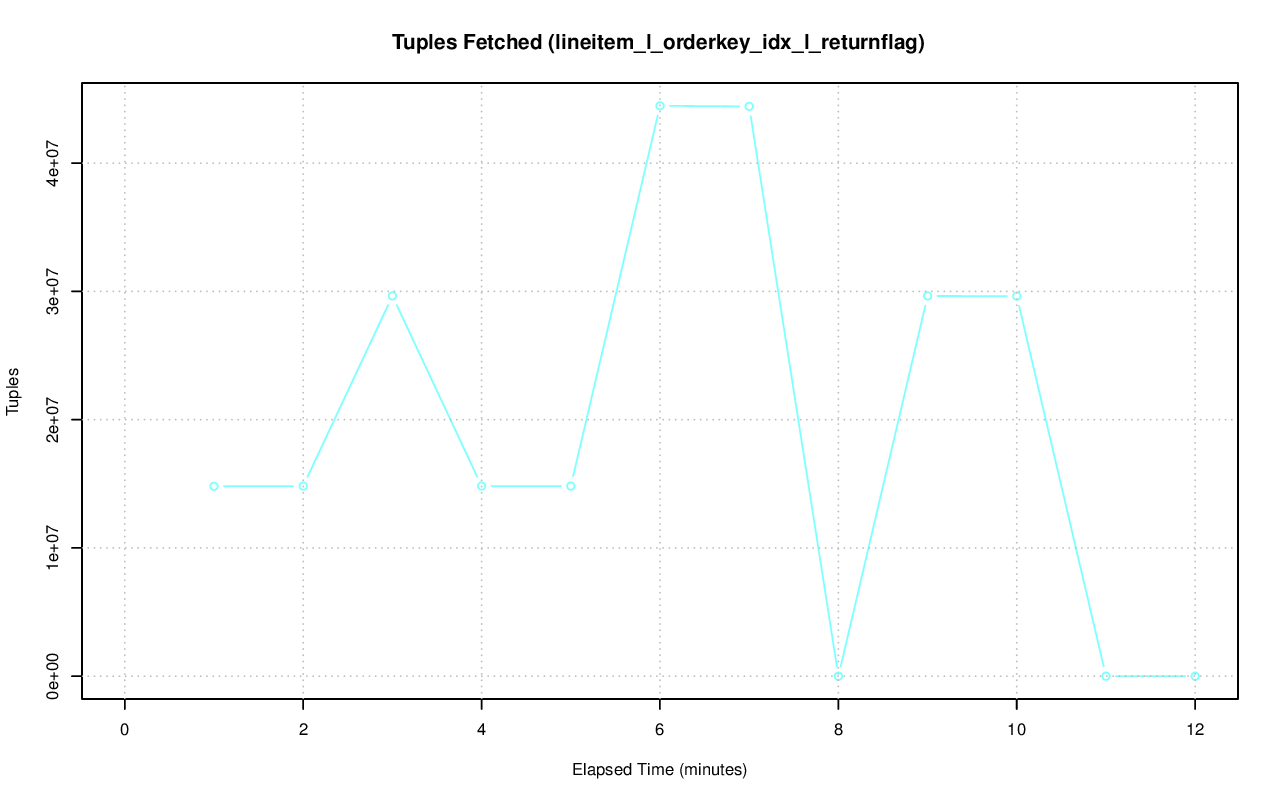 Tuples Fetched (lineitem_l_orderkey_idx_l_returnflag)
Tuples
4e+07
3e+07
2e+07
1e+07
0e+00
0 2 4 6 8 10 12
Elapsed Time (minutes)